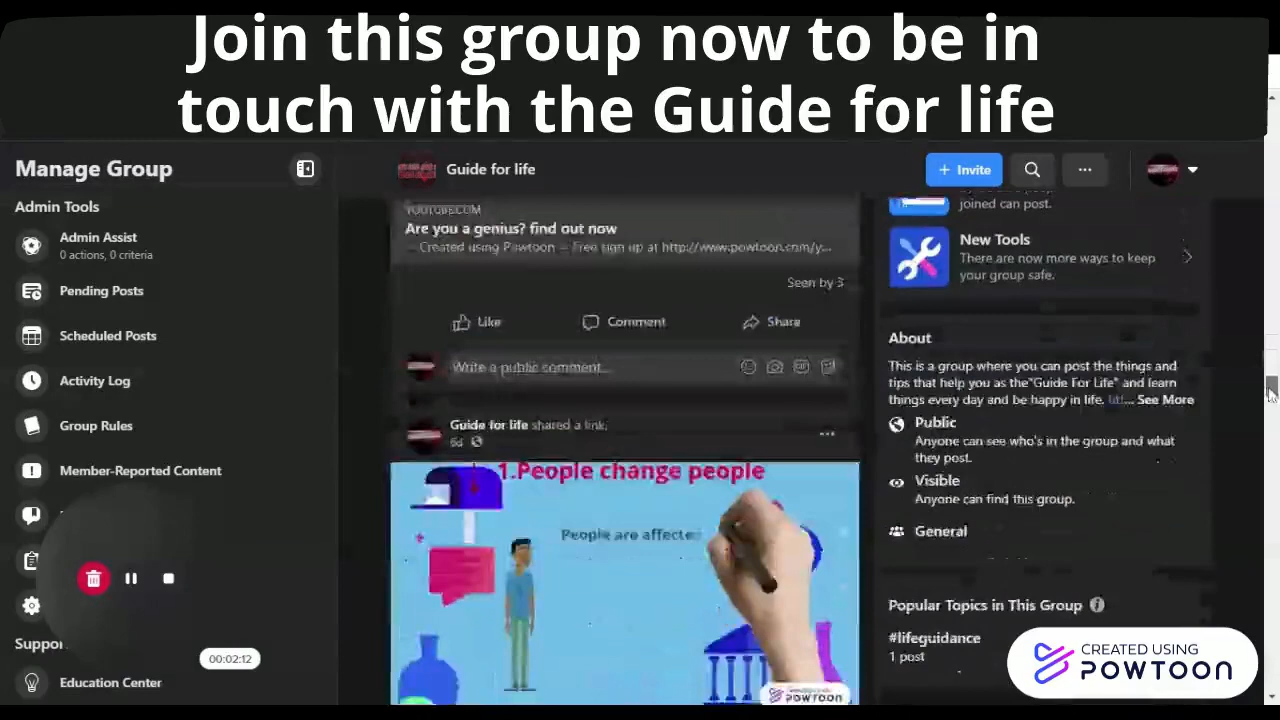 Join this group now to be in
touch with the Guide for life
Manage Group
Admin Tools
Admin Assist
0 actions, 0 criteria
Pending Posts
Scheduled Posts
Activity Log
Group Rules
Member-Reported Content
00:02:12
Suppor
Education Center
Guide for life
+ Invite
YOUTUBE.COM
Are you a genius? find out now
-- Created using Powtoon -- Free sign up at http://www.powtoon.com/y...
Seen by 3
Like
Comment
Share
Write a public comment...
Guide for life shared a link.
6d
1.People change people
People are affected
POWTOON
joined can post.
New Tools
There are now more ways to keep
your group safe.
About
This is a group where you can post the things and
tips that help you as the"Guide For Life" and learn
things every day and be happy in life. ... See More
Public
Anyone can see who's in the group and what
they post.
Visible
Anyone can find this group.
General
Popular Topics in This Group
#lifeguidance
1 post
CREATED USING
POWTOON